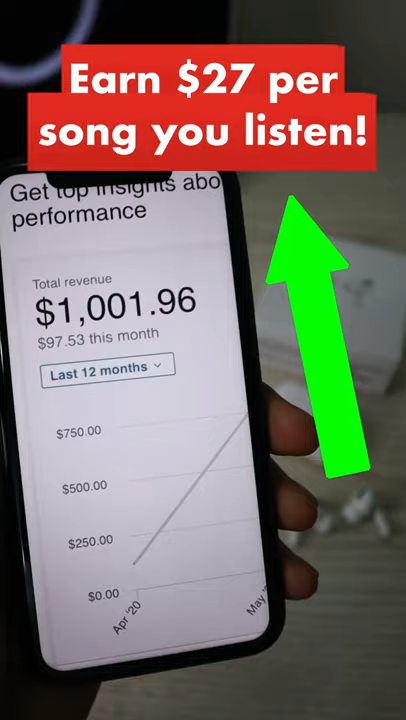 Earn $27 per
song you listen!
Get top insights abo
performance
Total revenue
$1,001.96
$97.53 this month
Last 12 months
$750.00
$500.00
$250.00
$0.00
Apr '20
May '